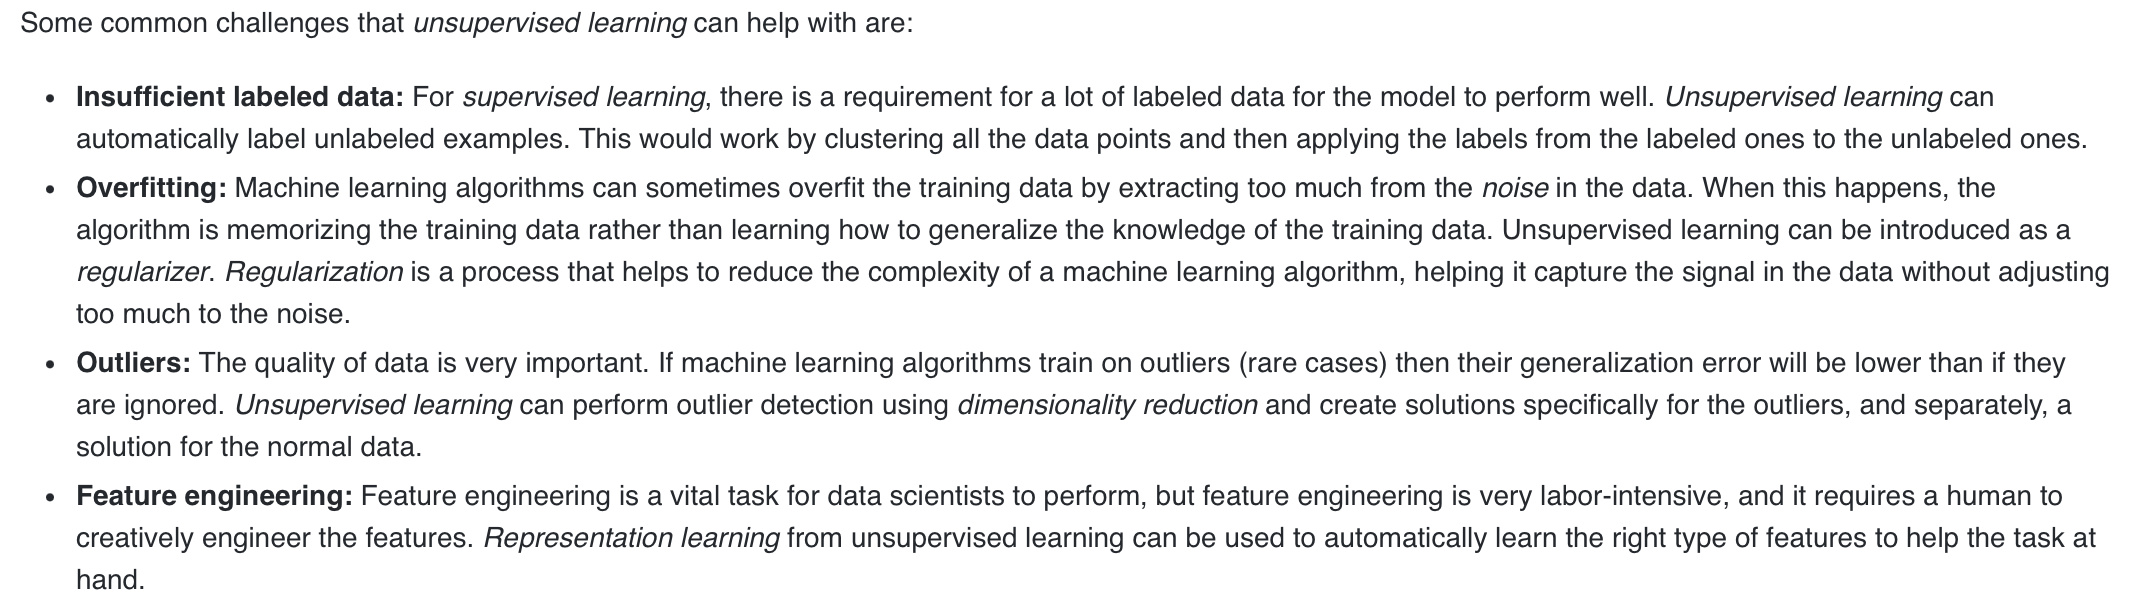 Some common challenges that unsupervised learning can help with are:
• Insufficient labeled data: For supervised learning, there is a requirement for a lot of labeled data for the model to perform well. Unsupervised learning can
automatically label unlabeled examples. This would work by clustering all the data points and then applying the labels from the labeled ones to the unlabeled ones.
• Overfitting: Machine learning algorithms can sometimes overfit the training data by extracting too much from the noise in the data. When this happens, the
algorithm is memorizing the training data rather than learning how to generalize the knowledge of the training data. Unsupervised learning can be introduced as a
regularizer. Regularization is a process that helps to reduce the complexity of a machine learning algorithm, helping it capture the signal in the data without adjusting
too much to the noise.
• Outliers: The quality of data is very important. If machine learning algorithms train on outliers (rare cases) then their generalization error will be lower than if they
are ignored. Unsupervised learning can perform outlier detection using dimensionality reduction and create solutions specifically for the outliers, and separately, a
solution for the normal data.
• Feature engineering: Feature engineering is a vital task for data scientists to perform, but feature engineering is very labor-intensive, and it requires a human to
creatively engineer the features. Representation learning from unsupervised learning can be used to automatically learn the right type of features to help the task at
hand.